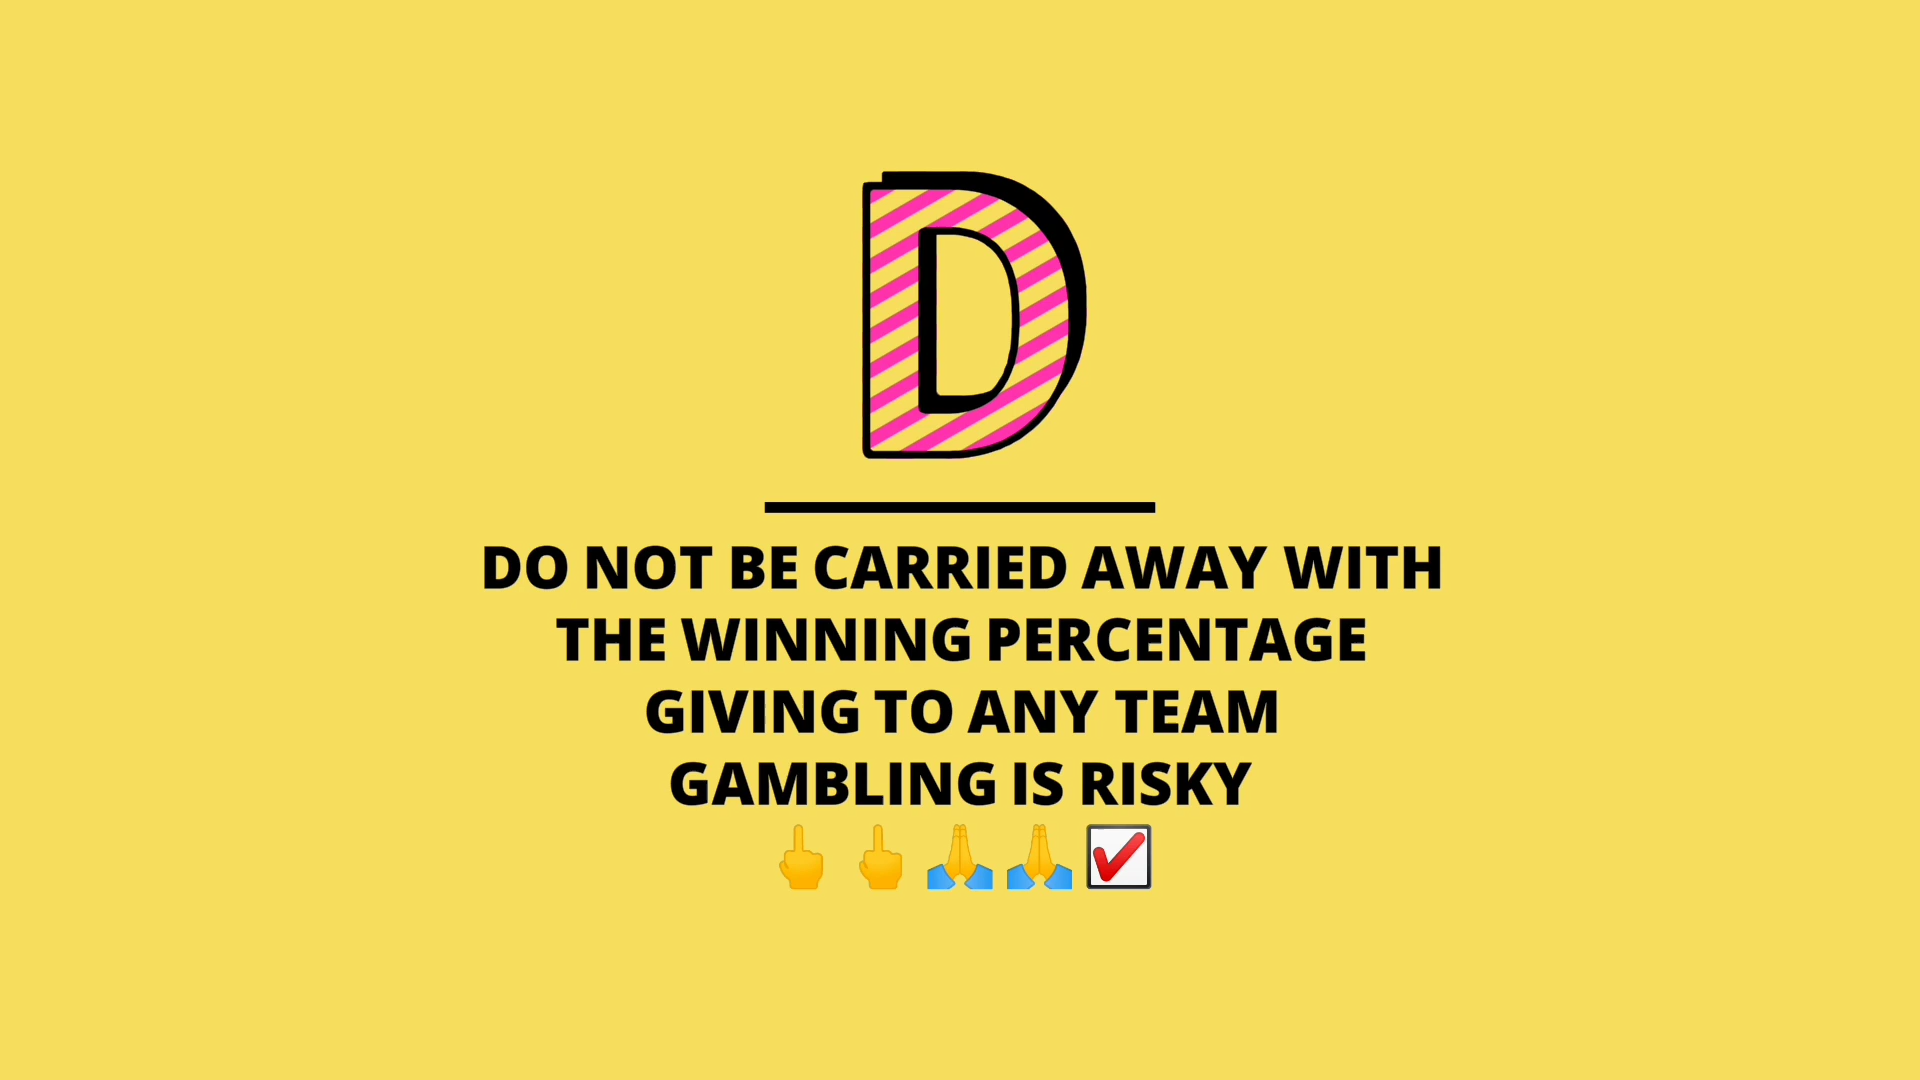 D
DO NOT BE CARRIED AWAY WITH
THE WINNING PERCENTAGE
GIVING TO ANY TEAM
GAMBLING IS RISKY
🖕🖕🙏🙏☑️